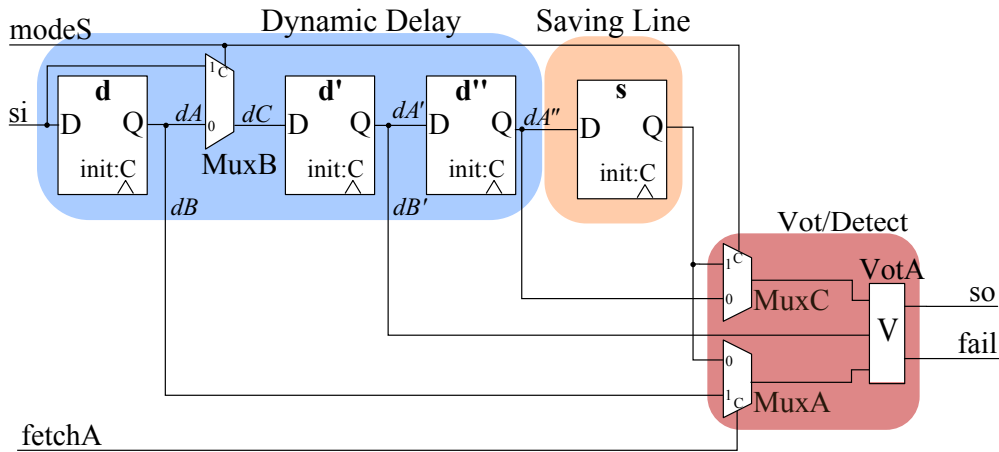 Dynamic Delay
Saving Line
modeS
d
d'
d''
s
1
C
si
D
Q
dA
0
dC
D
Q
dA'
D
Q
dA''
D
Q
init:C
MuxB
init:C
init:C
init:C
dB
dB'
Vot/Detect
C
1
VotA
0
MuxC
so
V
0
fail
1
C
MuxA
fetchA